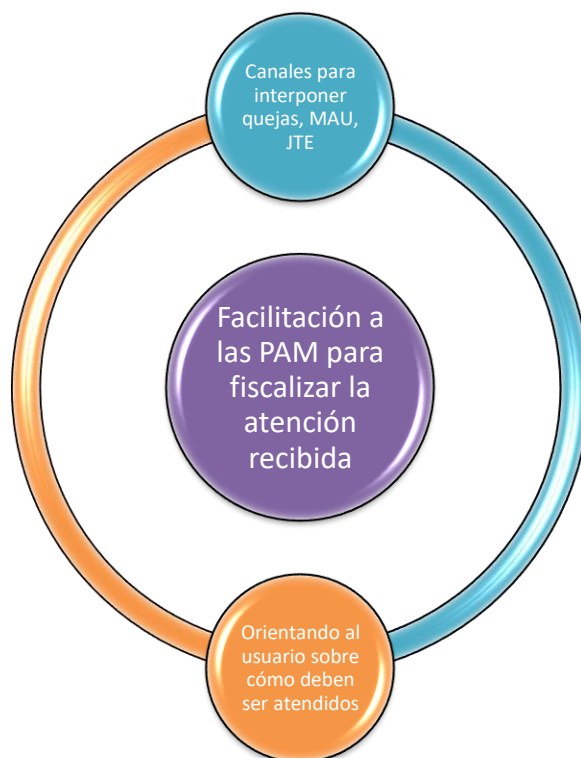 Canales para
interponer
quejas, MAU,
JTE
Facilitación a
las PAM para
fiscalizar la
atención
recibida
Orientando al
usuario sobre
cómo deben
ser atendidos